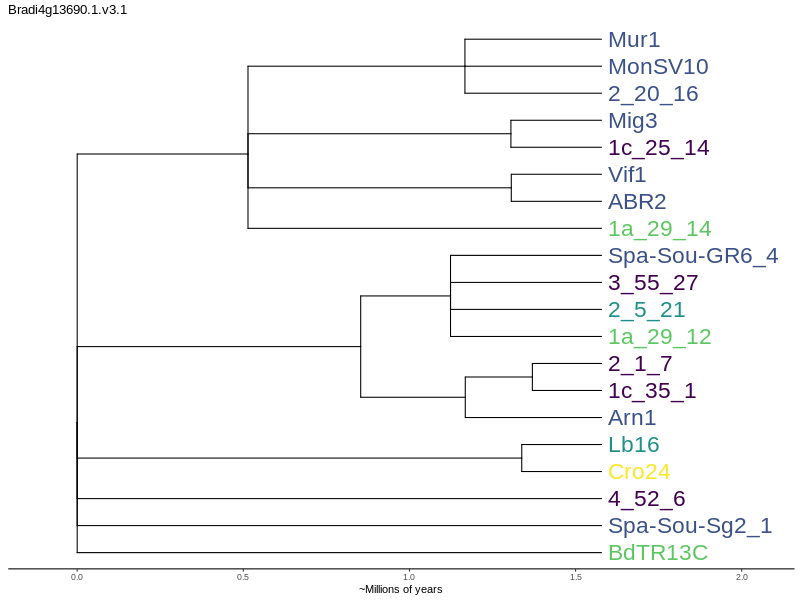 Bradi4g13690.1.v3.1
Mur1
MonSV10
2_20_16
Mig3
1c_25_14
Vif1
ABR2
1a_29_14
Spa-Sou-GR6_4
3_55_27
2_5_21
1a_29_12
2_1_7
1c_35_1
Arn1
Lb16
Cro24
4_52_6
Spa-Sou-Sg2_1
BdTR13C
0.0 0.5 1.0 1.5 2.0
~Millions of years